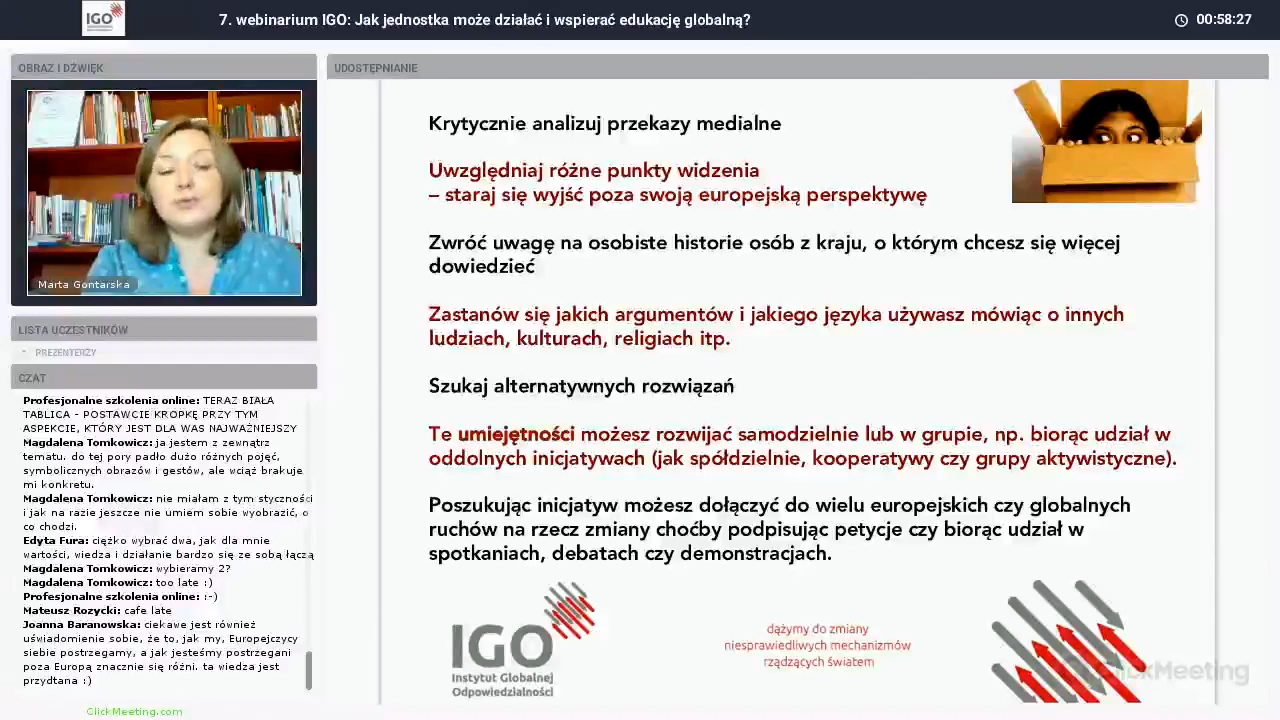 IGO
7. webinarium IGO: Jak jednostka może działać i wspierać edukację globalną?
00:58:27
OBRAZ I DŹWIĘK
Marta Gontarska
LISTA UCZESTNIKÓW
PREZENTERZY
CZAT
Profesjonalne szkolenia online: TERAZ BIAŁA
TABLICA - POSTAWCIE KROPKĘ PRZY TYM
ASPEKCIE, KTÓRY JEST DLA WAS NAJWAŻNIEJSZY
Magdalena Tomkowicz: ja jestem z zewnątrz
tematu. do tej pory padło dużo różnych pojęć,
symbolicznych obrazów i gestów, ale wciąż brakuje
mi konkretu.
Magdalena Tomkowicz: nie miałam z tym styczności
i jak na razie jeszcze nie umiem sobie wyobrazić, o
co chodzi.
Edyta Fura: ciężko wybrać dwa, jak dla mnie
wartości, wiedza i działanie bardzo się ze sobą łączą
Magdalena Tomkowicz: wybieramy 2?
Magdalena Tomkowicz: too late :)
Profesjonalne szkolenia online: :-)
Mateusz Rozycki: cafe late
Joanna Baranowska: ciekawe jest również
uświadomienie sobie, że to, jak my, Europejczycy
siebie postrzegamy, a jak jesteśmy postrzegani
poza Europą znacznie się różni. ta wiedza jest
przydtana :)
ClickMeeting.com
UDOSTĘPNIANIE
Krytycznie analizuj przekazy medialne
Uwzględniaj różne punkty widzenia
– staraj się wyjść poza swoją europejską perspektywę
Zwróć uwagę na osobiste historie osób z kraju, o którym chcesz się więcej
dowiedzieć
Zastanów się jakich argumentów i jakiego języka używasz mówiąc o innych
ludziach, kulturach, religiach itp.
Szukaj alternatywnych rozwiązań
Te umiejętności możesz rozwijać samodzielnie lub w grupie, np. biorąc udział w
oddolnych inicjatywach (jak spółdzielnie, kooperatywy czy grupy aktywistyczne).
Poszukując inicjatyw możesz dołączyć do wielu europejskich czy globalnych
ruchów na rzecz zmiany choćby podpisując petycje czy biorąc udział w
spotkaniach, debatach czy demonstracjach.
IGO
Instytut Globalnej
Odpowiedzialności
dążymy do zmiany
niesprawiedliwych mechanizmów
rządzących światem
ClickMeeting